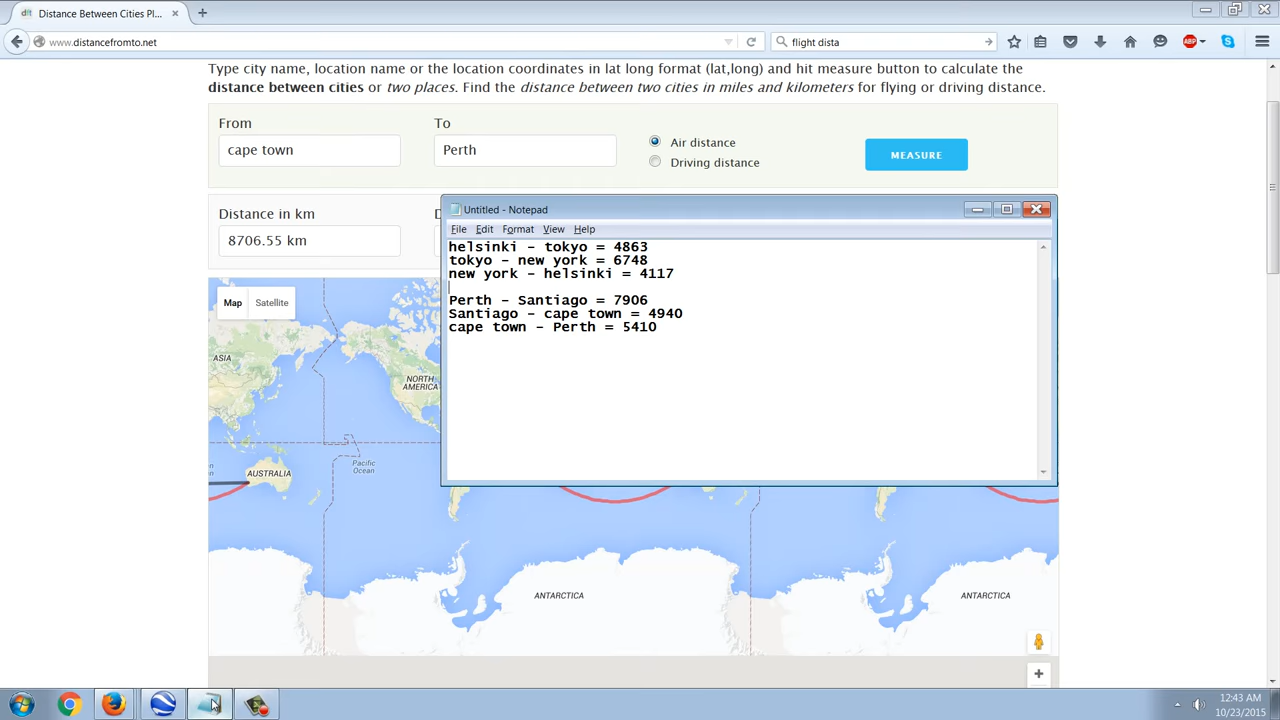 Distance Between Cities Pl...
www.distancefromto.net
flight dista
ABP
Type city name, location name or the location coordinates in lat long format (lat,long) and hit measure button to calculate the
distance between cities or two places. Find the distance between two cities in miles and kilometers for flying or driving distance.
From
To
cape town
Perth
Air distance
Driving distance
MEASURE
Distance in km
8706.55 km
Untitled - Notepad
File Edit Format View Help
helsinki - tokyo = 4863
tokyo - new york = 6748
new york - helsinki = 4117
Perth - Santiago = 7906
Santiago - cape town = 4940
cape town - Perth = 5410
Map
Satellite
ASIA
NORTH
AMERICA
Pacific
Ocean
AUSTRALIA
ANTARCTICA
ANTARCTICA
12:43 AM
10/23/2015